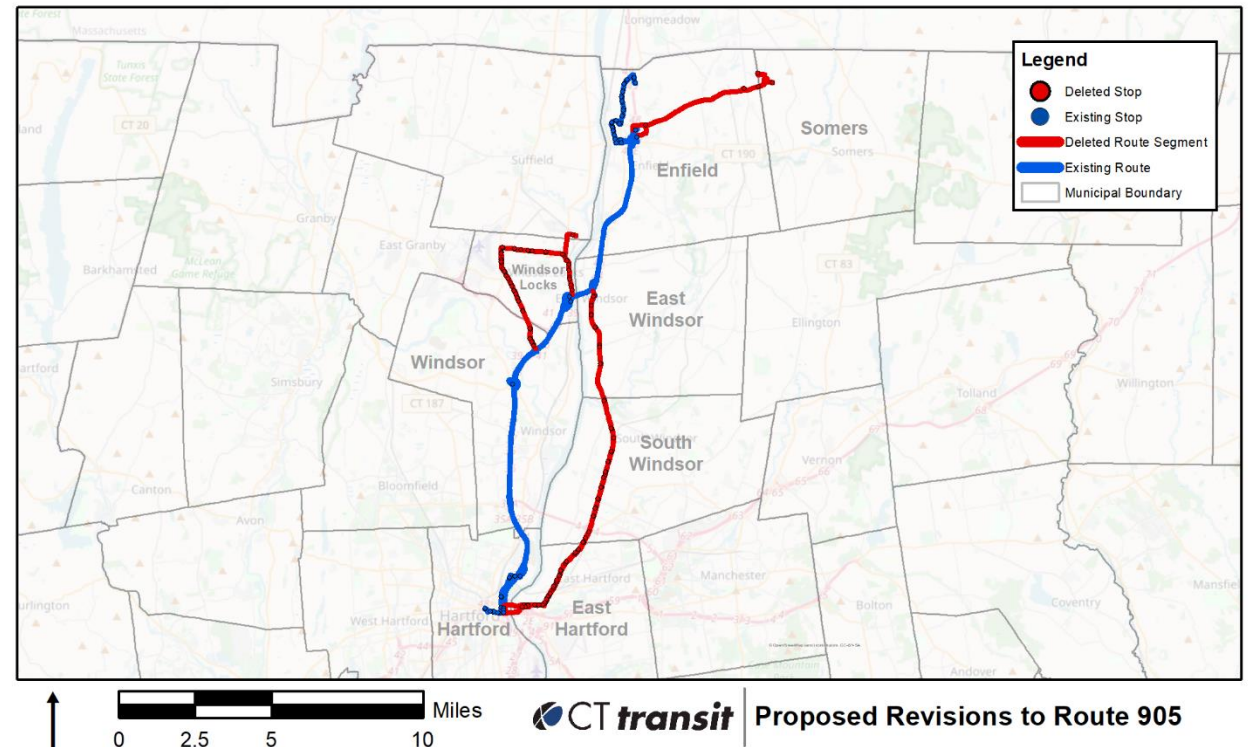 Longmeadow
Massachusetts
Tunxis
State Forest
CT 20
Suffield
Enfield
CT 190
Somers
Somers
Enfield
Granby
East Granby
Barkhamsted
McLean
Game Refuge
Windsor
Locks
East
Windsor
CT 83
Ellington
Windsor
Simsbury
CT 187
Windsor
South
Windsor
Tolland
Willington
Vernon
Canton
Bloomfield
Avon
East Hartford
Manchester
West Hartford
Hartford
East
Hartford
Bolton
Coventry
Andover
Legend
Deleted Stop
Existing Stop
Deleted Route Segment
Existing Route
Municipal Boundary
0 2.5 5 10
Miles
CT transit
Proposed Revisions to Route 905